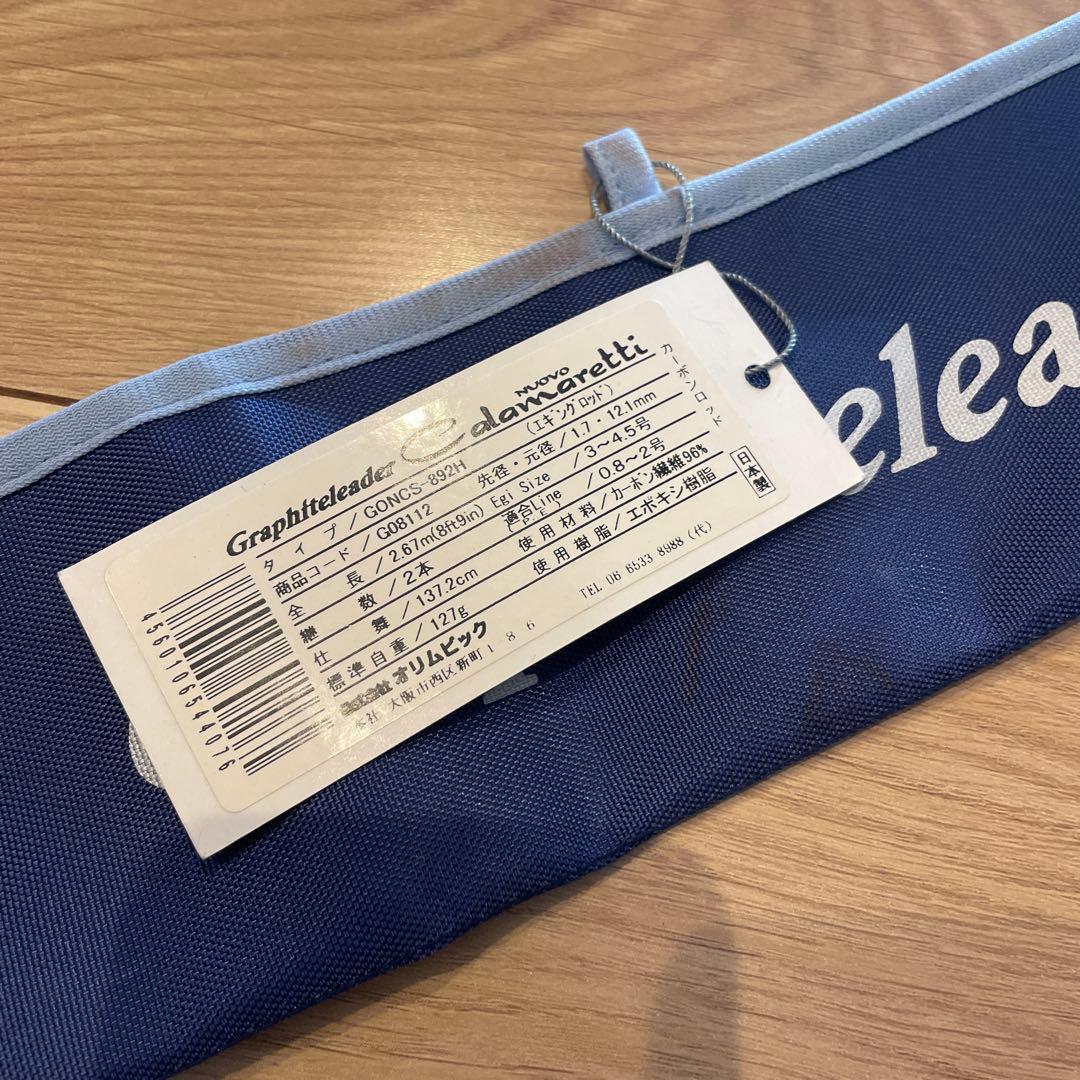 Graphiteleader NUOVO Calamaretti
(エギングロッド)
カーボンロッド
タイプ/GONCS-892H 先径・元径/1.7・12.1mm
商品コード/G08112 Egi Size/3〜4.5号
全長/2.67m(8ft9in) 適合Line(PE)/0.8〜2号
継数/2本 使用材料/カーボン繊維96%
仕舞/137.2cm 使用樹脂/エポキシ樹脂
標準自重/127g
日本製
株式会社オリムピック
本社 大阪市西区新町1 8 6 TEL 06 6533 8988(代)
4560106544076
elea